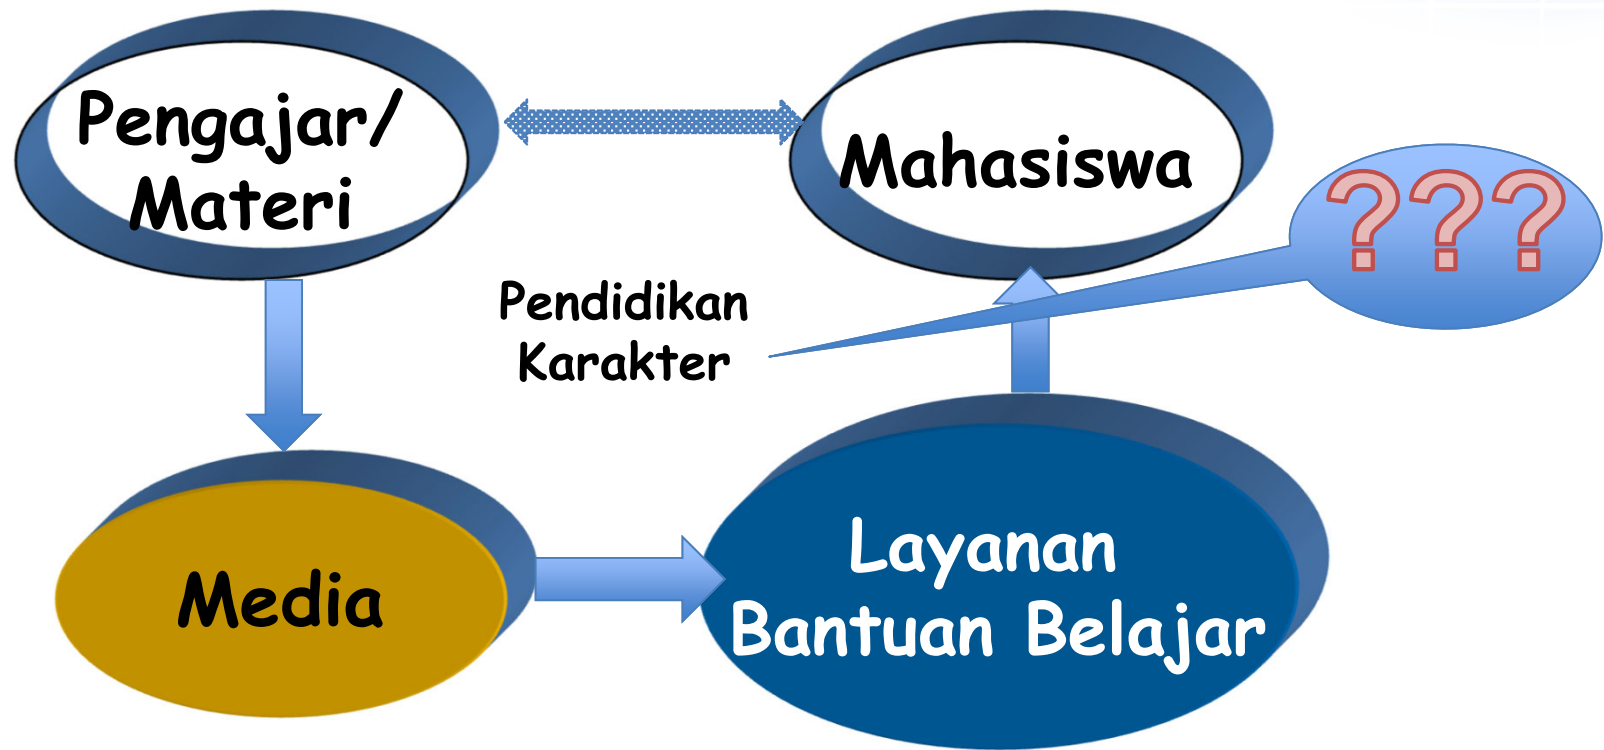 Pengajar/
Materi
Mahasiswa
???
Pendidikan
Karakter
Media
Layanan
Bantuan Belajar